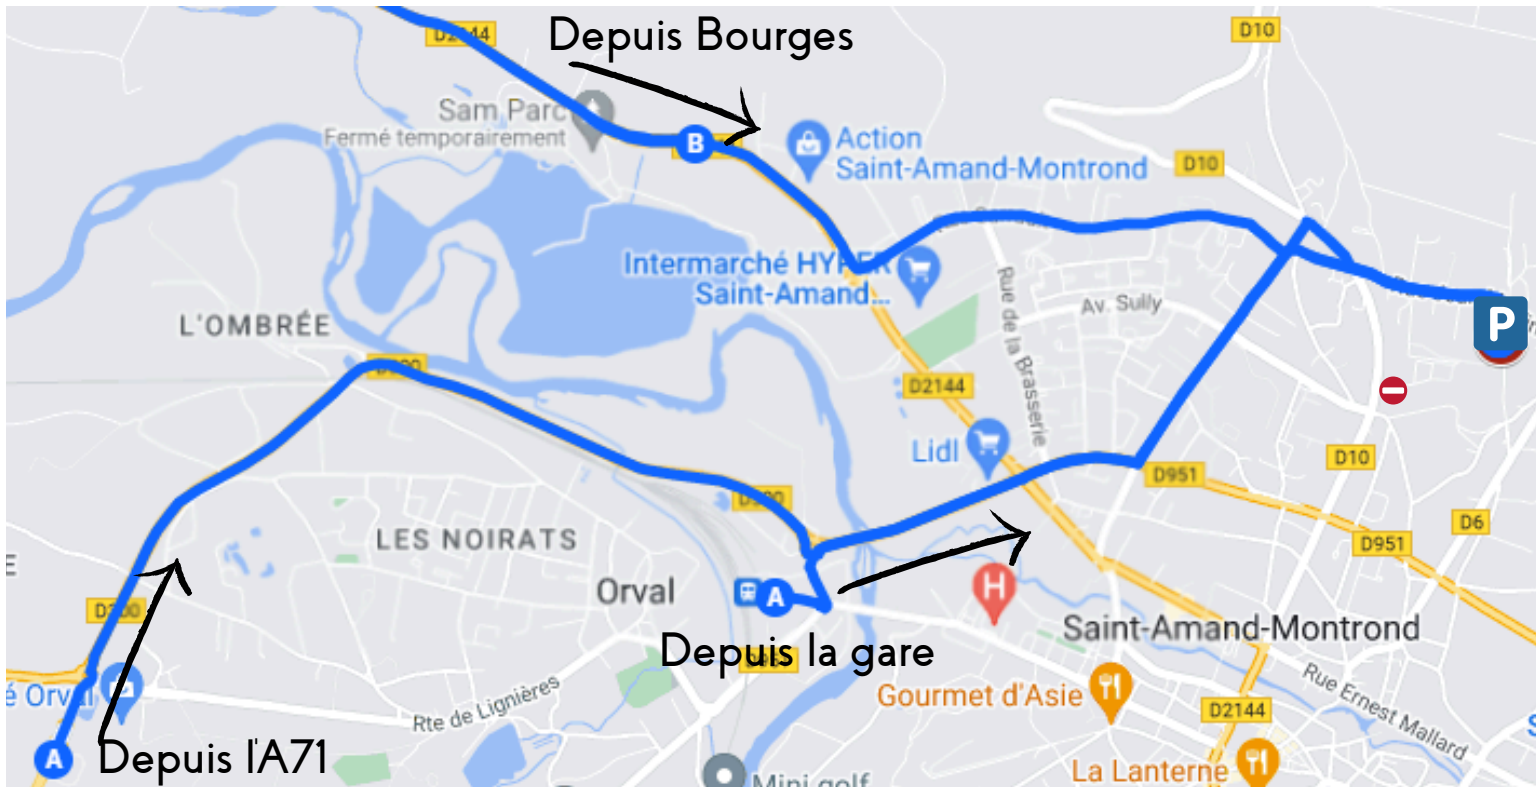 D2144
Depuis Bourges
D10
Sam Parc
Fermé temporairement
B
Action
Saint-Amand-Montrond
D10
Intermarché HYPER
Saint-Amand...
Rue de la Brasserie
Av. Sully
P
L'OMBRÉE
D2144
Lidl
D951
D10
D6
D951
LES NOIRATS
Orval
A
H
Depuis la gare
Saint-Amand-Montrond
é Orval
Rte de Lignières
Gourmet d'Asie
D2144
Rue Ernest Mallard
A
Depuis l'A71
Mini golf
La Lanterne